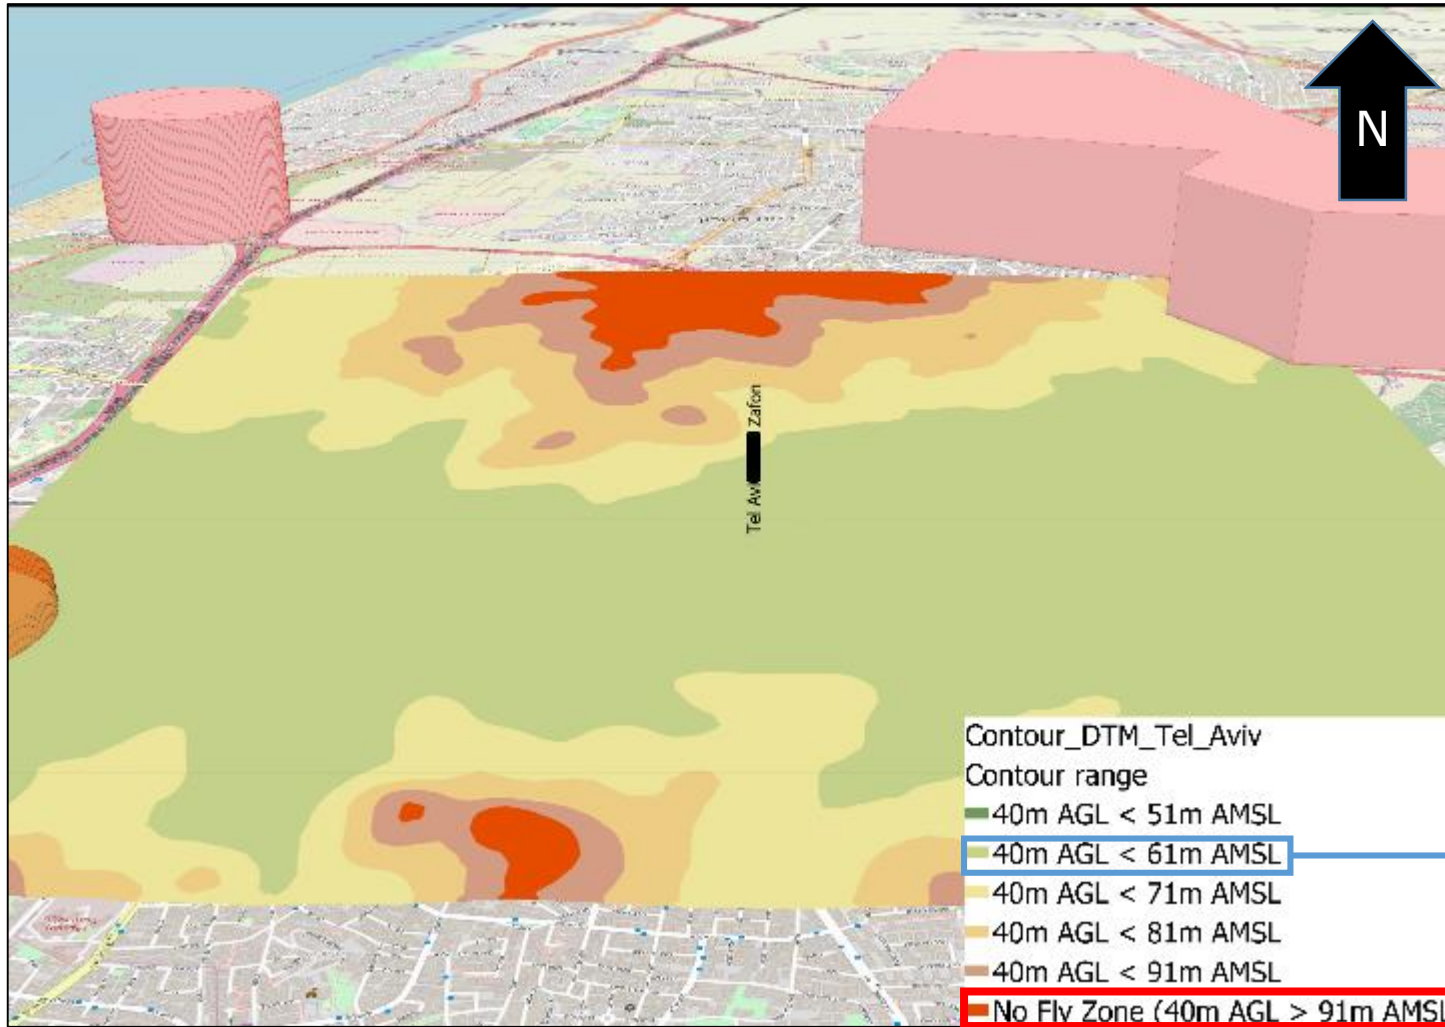 N
Tel Avi Zafon
Contour_DTM_Tel_Aviv
Contour range
40m AGL < 51m AMSL
40m AGL < 61m AMSL
40m AGL < 71m AMSL
40m AGL < 81m AMSL
40m AGL < 91m AMSL
No Fly Zone (40m AGL > 91m AMSL